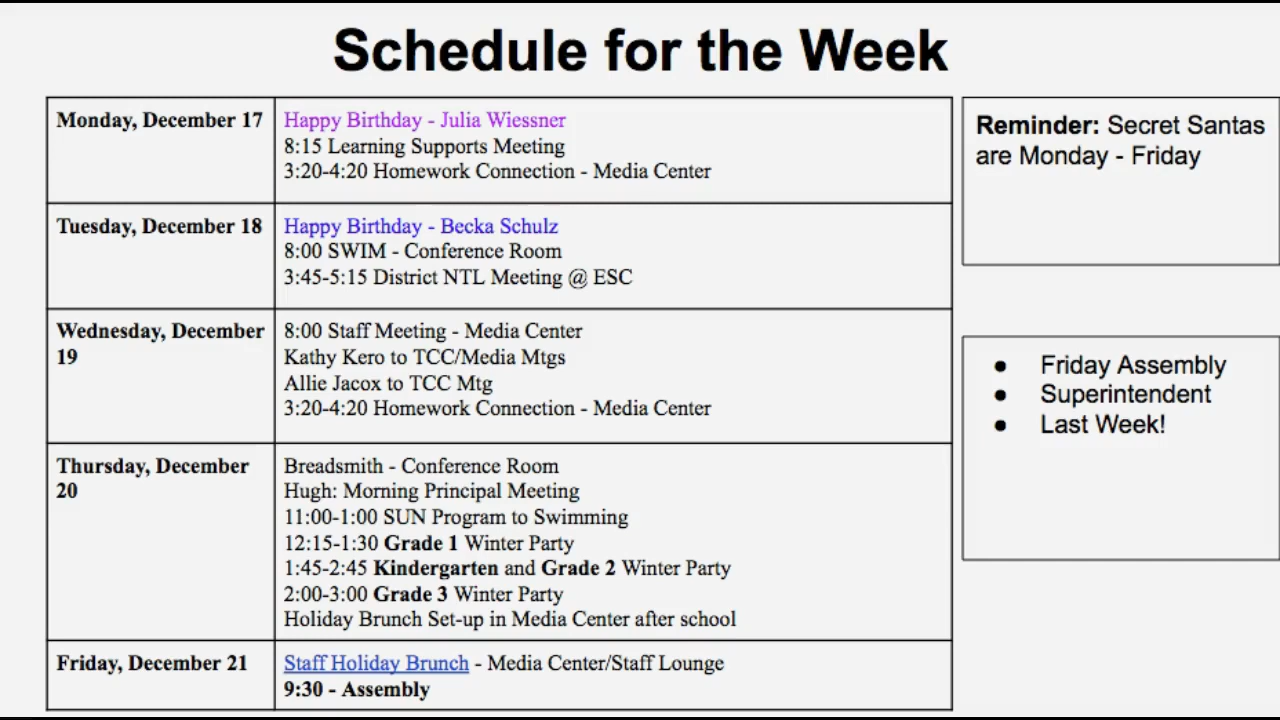 Schedule for the Week
Monday, December 17
Happy Birthday - Julia Wiessner
8:15 Learning Supports Meeting
3:20-4:20 Homework Connection - Media Center
Tuesday, December 18
Happy Birthday - Becka Schulz
8:00 SWIM - Conference Room
3:45-5:15 District NTL Meeting @ ESC
Wednesday, December
19
8:00 Staff Meeting - Media Center
Kathy Kero to TCC/Media Mtgs
Allie Jacox to TCC Mtg
3:20-4:20 Homework Connection - Media Center
Thursday, December
20
Breadsmith - Conference Room
Hugh: Morning Principal Meeting
11:00-1:00 SUN Program to Swimming
12:15-1:30 Grade 1 Winter Party
1:45-2:45 Kindergarten and Grade 2 Winter Party
2:00-3:00 Grade 3 Winter Party
Holiday Brunch Set-up in Media Center after school
Friday, December 21
Staff Holiday Brunch - Media Center/Staff Lounge
9:30 - Assembly
Reminder: Secret Santas
are Monday - Friday
● Friday Assembly
● Superintendent
● Last Week!